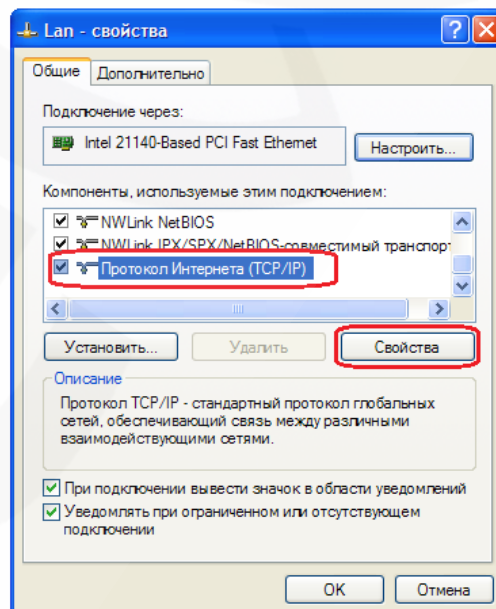 Lan - свойства
Общие
Дополнительно
Подключение через:
Intel 21140-Based PCI Fast Ethernet
Настроить...
Компоненты, используемые этим подключением:
NWLink NetBIOS
NWLink IPX/SPX/NetBIOS-совместимый транспор
Протокол Интернета (TCP/IP)
Установить...
Удалить
Свойства
Описание
Протокол TCP/IP - стандартный протокол глобальных
сетей, обеспечивающий связь между различными
взаимодействующими сетями.
При подключении вывести значок в области уведомлений
Уведомлять при ограниченном или отсутствующем
подключении
OK
Отмена